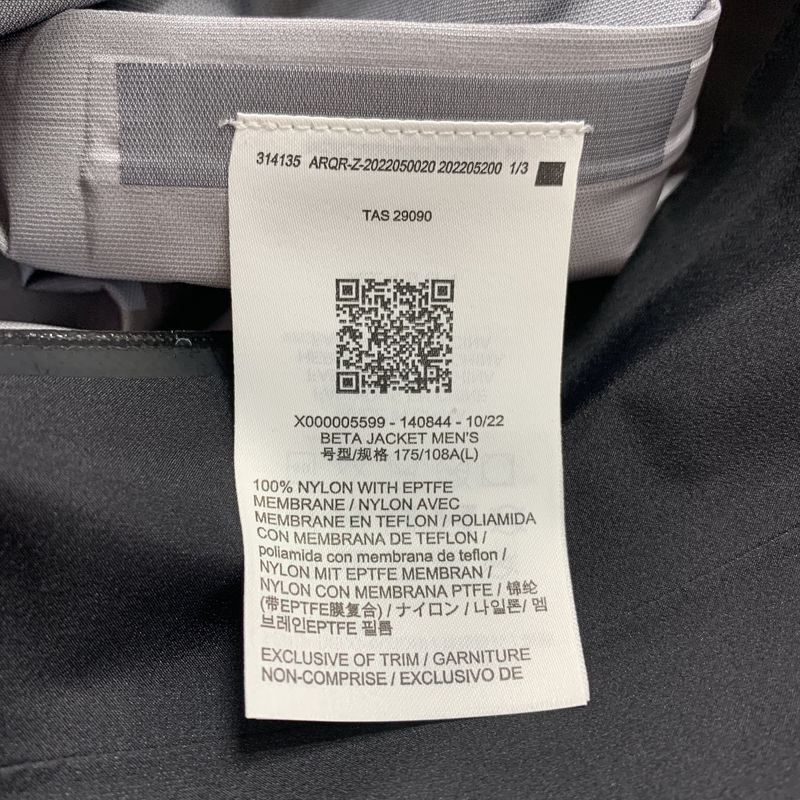 314135 ARQR-Z-2022050020 202205200 1/3
TAS 29090
X000005599 - 140844 - 10/22
BETA JACKET MEN'S
号型/规格 175/108A(L)
100% NYLON WITH EPTFE
MEMBRANE / NYLON AVEC
MEMBRANE EN TEFLON / POLIAMIDA
CON MEMBRANA DE TEFLON /
poliamida con membrana de teflon /
NYLON MIT EPTFE MEMBRAN /
NYLON CON MEMBRANA PTFE / 锦纶
(带EPTFE膜复合) / ナイロン / 나일론/ 멤
브레인EPTFE 필름
EXCLUSIVE OF TRIM / GARNITURE
NON-COMPRISE / EXCLUSIVO DE